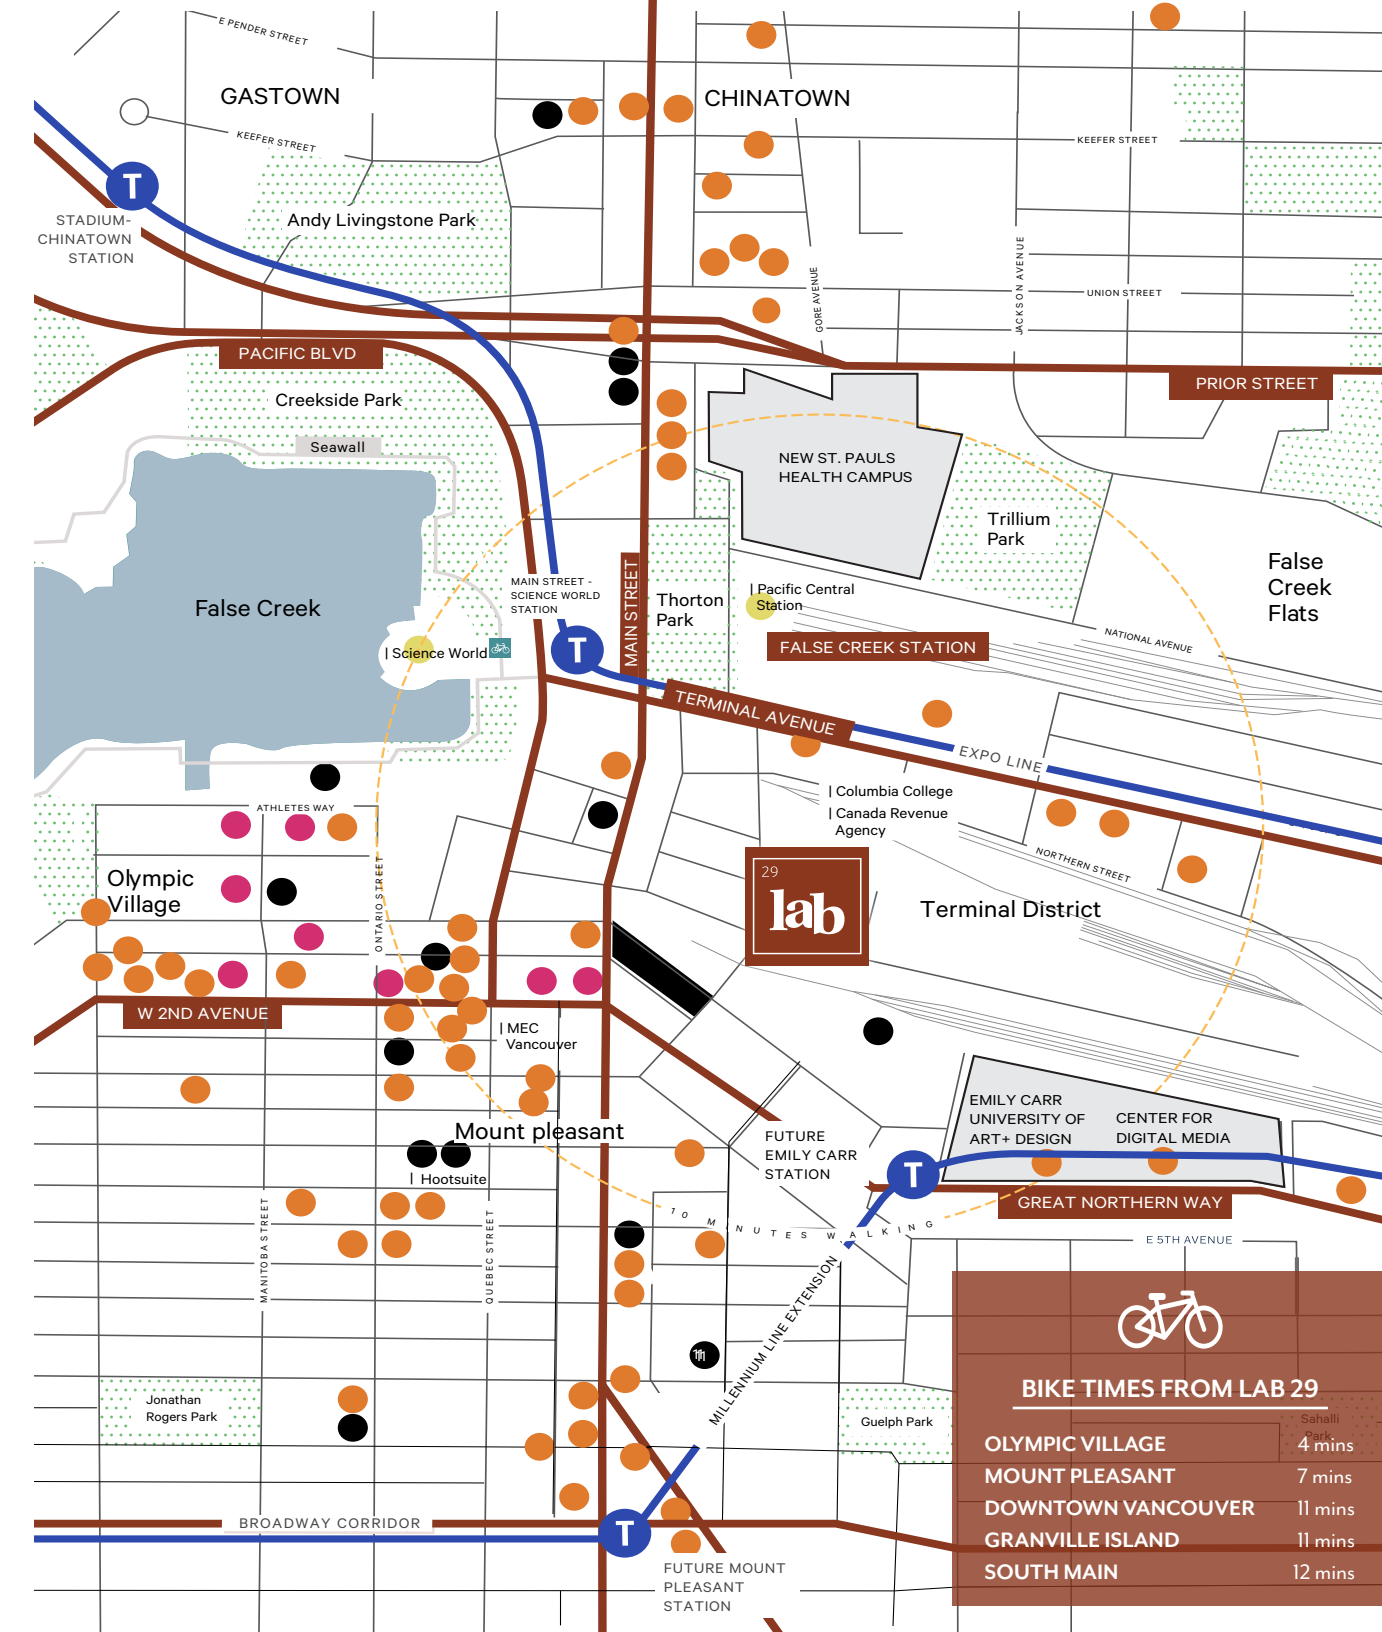 E PENDER STREET
GASTOWN
CHINATOWN
KEEFER STREET
KEEFER STREET
T
STADIUM-
CHINATOWN
STATION
Andy Livingstone Park
GORE AVENUE
JACKSON AVENUE
UNION STREET
PACIFIC BLVD
PRIOR STREET
Creekside Park
Seawall
NEW ST. PAULS
HEALTH CAMPUS
Trillium
Park
False
Creek
Flats
MAIN STREET -
SCIENCE WORLD
STATION
MAIN STREET
Thorton
Park
| Pacific Central
Station
False Creek
| Science World
T
FALSE CREEK STATION
NATIONAL AVENUE
TERMINAL AVENUE
EXPO LINE
| Columbia College
| Canada Revenue
Agency
ATHLETES WAY
NORTHERN STREET
29
lab
Olympic
Village
ONTARIO STREET
Terminal District
W 2ND AVENUE
| MEC
Vancouver
EMILY CARR
UNIVERSITY OF
ART+ DESIGN
CENTER FOR
DIGITAL MEDIA
Mount pleasant
FUTURE
EMILY CARR
STATION
T
| Hootsuite
GREAT NORTHERN WAY
10 MINUTES WALKING
MANITOBA STREET
QUEBEC STREET
E 5TH AVENUE
MILLENNIUM LINE EXTENSION
Jonathan
Rogers Park
Guelph Park
BIKE TIMES FROM LAB 29
Sahalli
Park
OLYMPIC VILLAGE 4 mins
MOUNT PLEASANT 7 mins
DOWNTOWN VANCOUVER 11 mins
GRANVILLE ISLAND 11 mins
SOUTH MAIN 12 mins
BROADWAY CORRIDOR
T
FUTURE MOUNT
PLEASANT
STATION